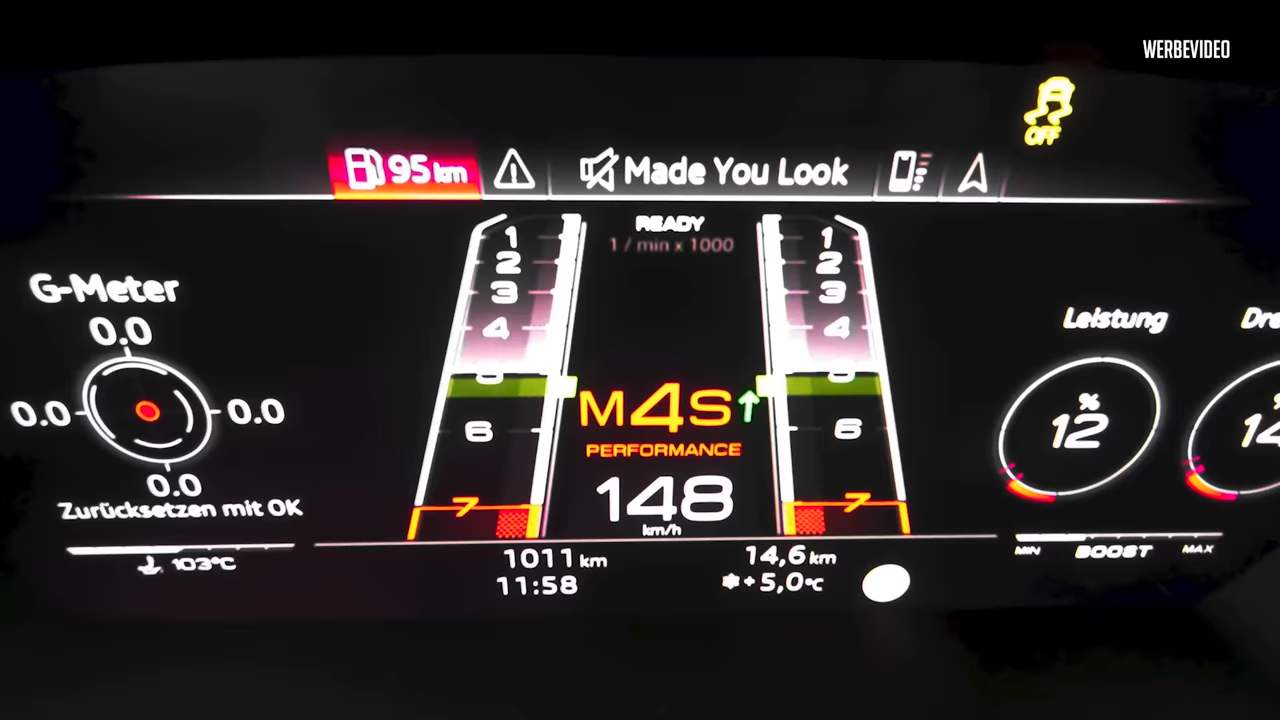 WERBEVIDEO
OFF
95 km
Made You Look
READY
1 / min x 1000
1
2
3
4
6
7
1
2
3
4
6
7
M4S
PERFORMANCE
148
km/h
G-Meter
0.0
0.0
0.0
0.0
Zurücksetzen mit OK
103°C
Leistung
%
12
MIN BOOST MAX
1011 km
14,6 km
11:58
+5,0°C